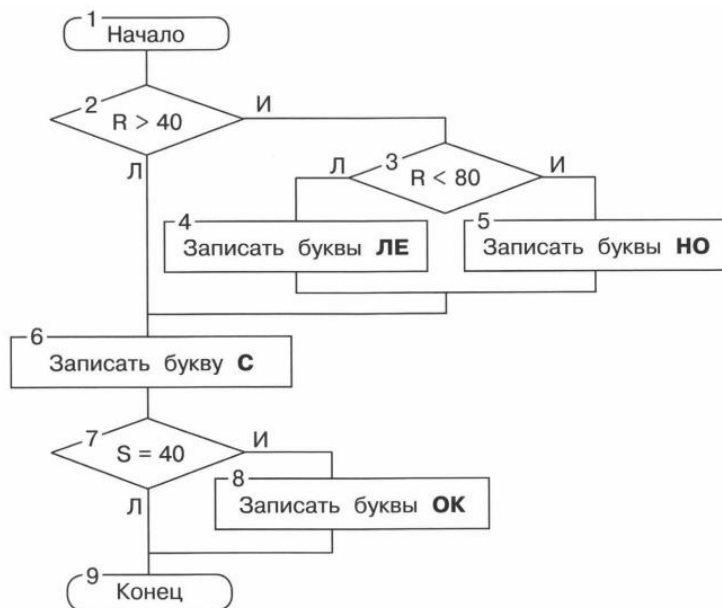 1
Начало
2
R > 40
И
Л
3
R < 80
Л
И
4
Записать буквы ЛЕ
5
Записать буквы НО
6
Записать букву С
7
S = 40
И
Л
8
Записать буквы ОК
9
Конец